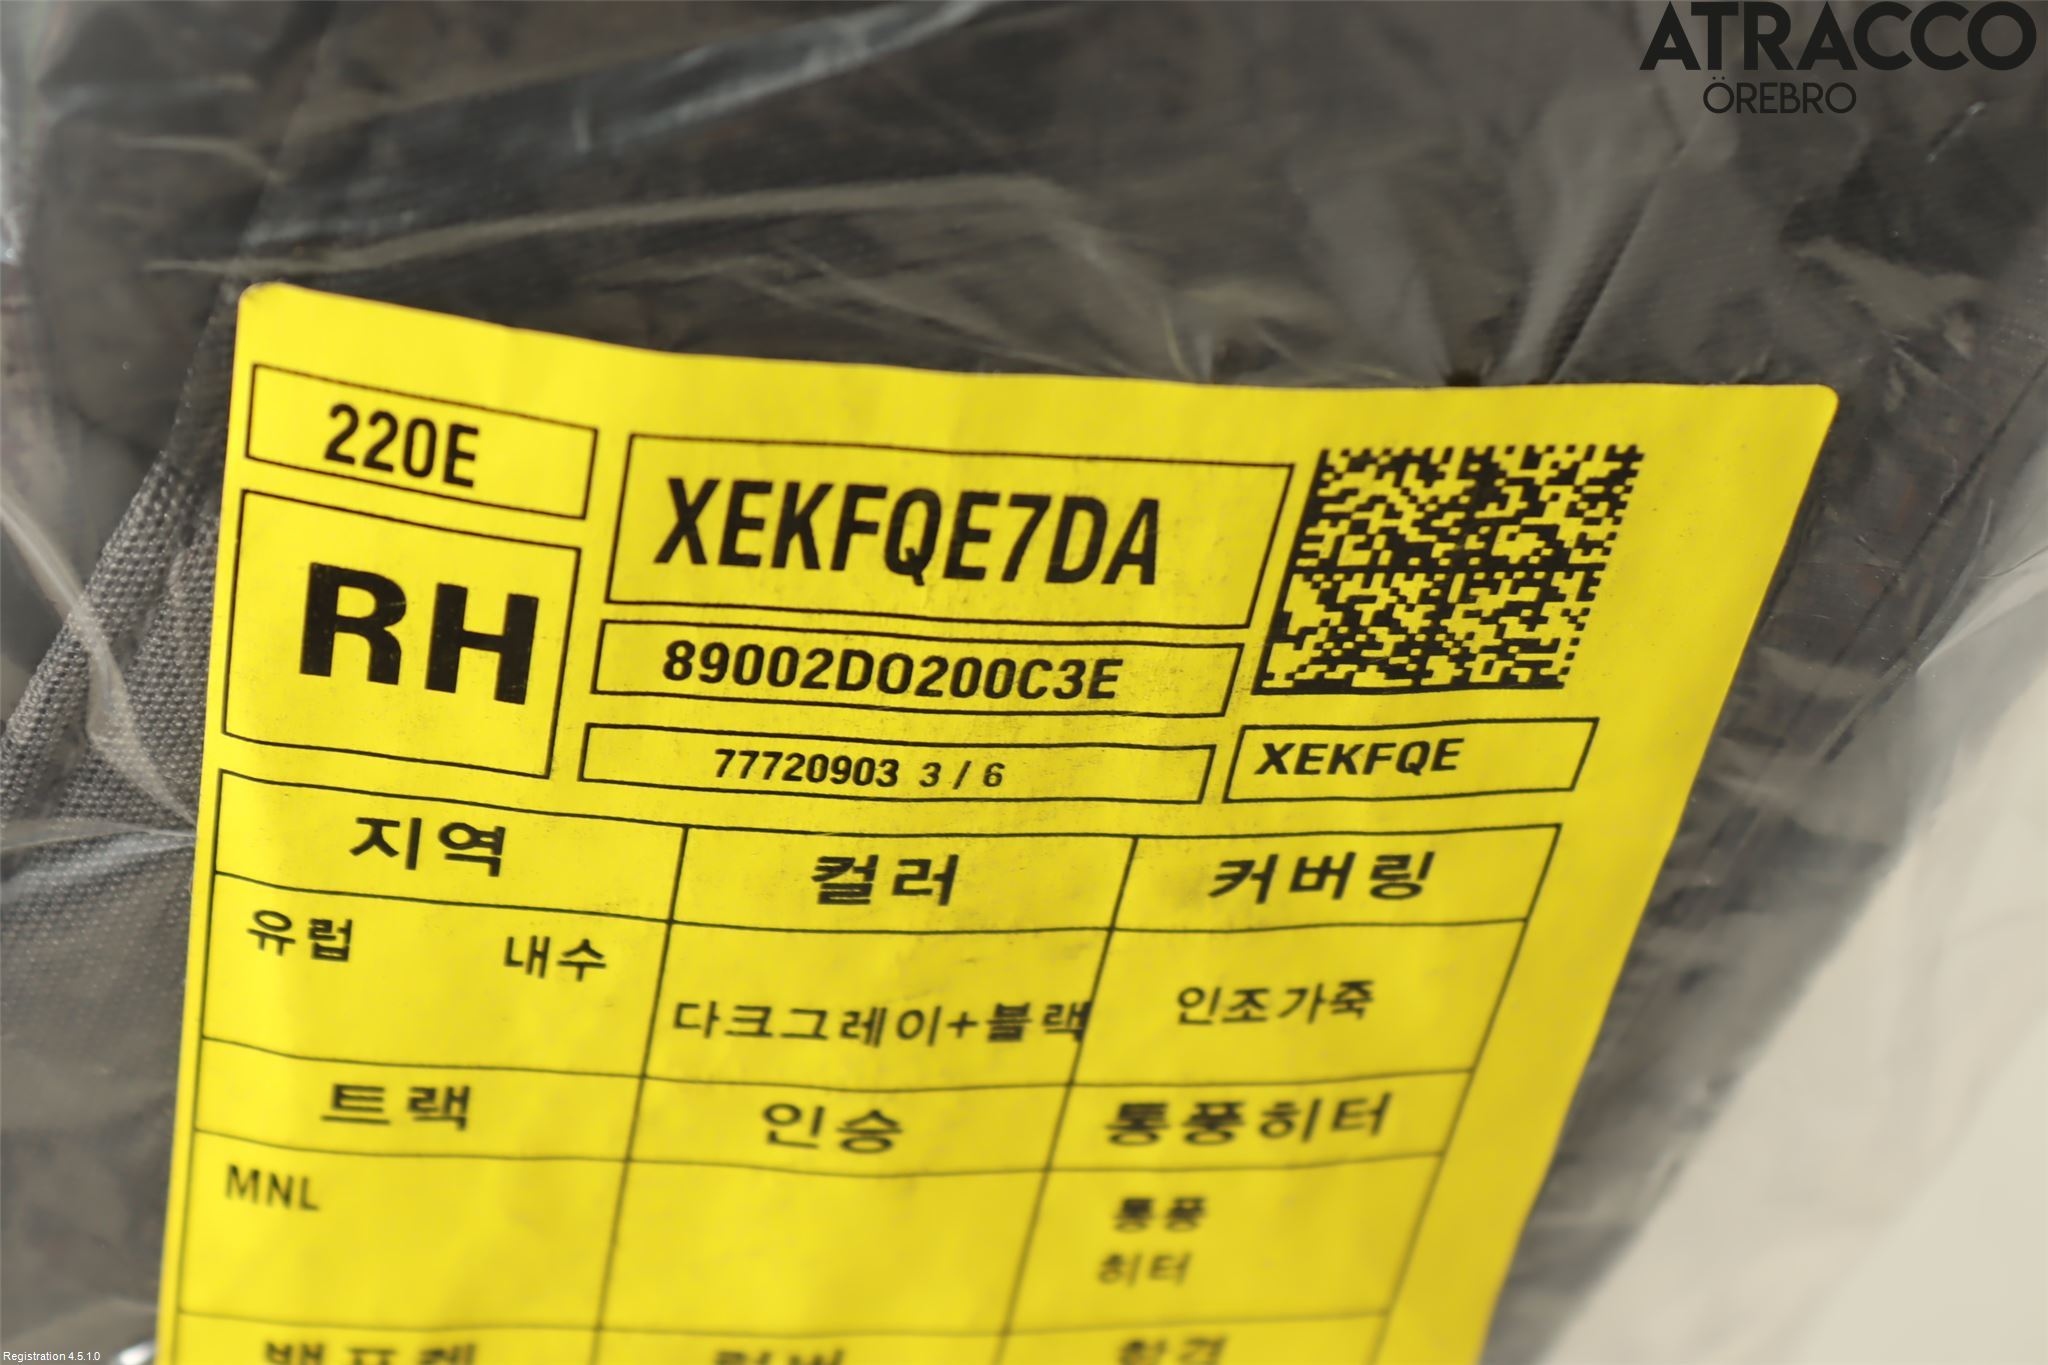 ATRACCO
ÖREBRO
220E
XEKFQE7DA
RH
89002DO200C3E
77720903 3 / 6
XEKFQE
지역 컬러 커버링
유럽 내수 다크그레이+블랙 인조가죽
트랙 인승 통풍히터
MNL 통풍
히터
Registration 4.5.1.0